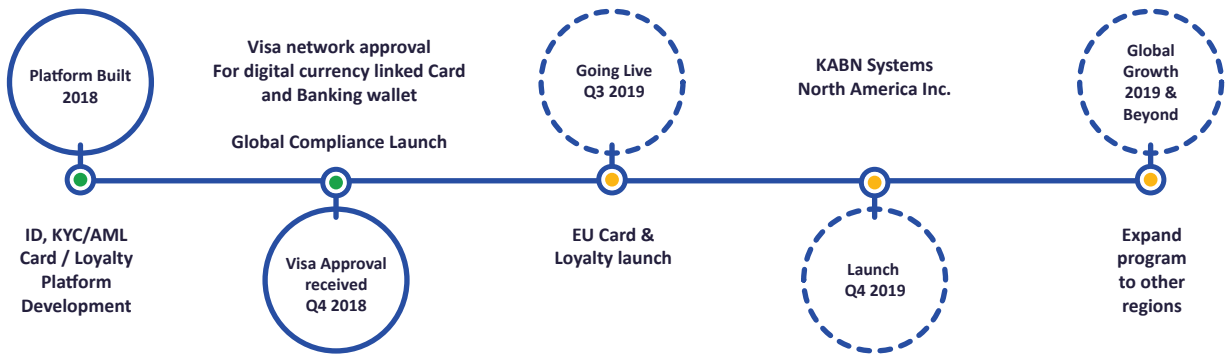 Platform Built
2018
ID, KYC/AML
Card / Loyalty
Platform
Development
Visa network approval
For digital currency linked Card
and Banking wallet
Global Compliance Launch
Visa Approval
received
Q4 2018
Going Live
Q3 2019
EU Card &
Loyalty launch
KABN Systems
North America Inc.
Launch
Q4 2019
Global
Growth
2019 &
Beyond
Expand
program
to other
regions